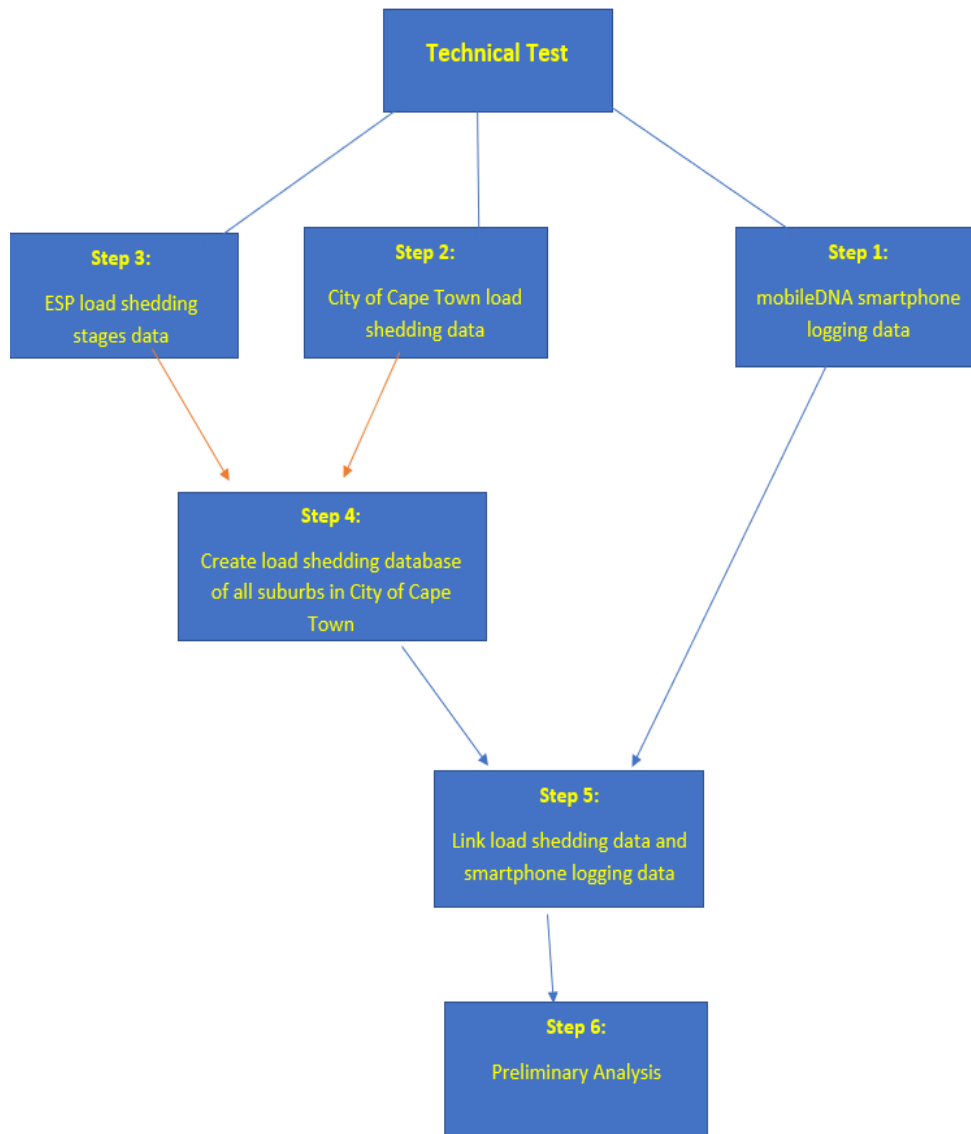 Technical Test
Step 3:
ESP load shedding
stages data
Step 2:
City of Cape Town load
shedding data
Step 1:
mobileDNA smartphone
logging data
Step 4:
Create load shedding database
of all suburbs in City of Cape
Town
Step 5:
Link load shedding data and
smartphone logging data
Step 6:
Preliminary Analysis